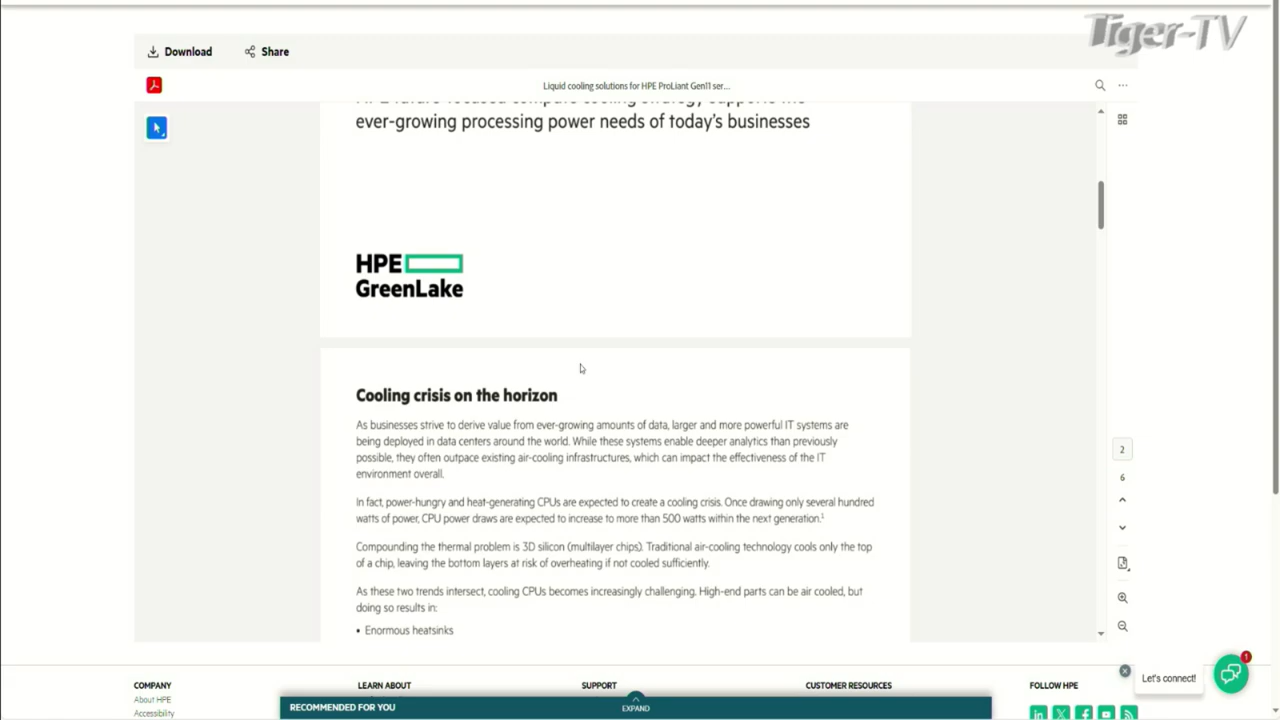 Tiger-TV
Download
Share
Liquid cooling solutions for HPE ProLiant Gen11 ser...
HPE future-focused compute cooling strategy supports the
ever-growing processing power needs of today's businesses
HPE
GreenLake
Cooling crisis on the horizon
As businesses strive to derive value from ever-growing amounts of data, larger and more powerful IT systems are
being deployed in data centers around the world. While these systems enable deeper analytics than previously
possible, they often outpace existing air-cooling infrastructures, which can impact the effectiveness of the IT
environment overall.
In fact, power-hungry and heat-generating CPUs are expected to create a cooling crisis. Once drawing only several hundred
watts of power, CPU power draws are expected to increase to more than 500 watts within the next generation.¹
Compounding the thermal problem is 3D silicon (multilayer chips). Traditional air-cooling technology cools only the top
of a chip, leaving the bottom layers at risk of overheating if not cooled sufficiently.
As these two trends intersect, cooling CPUs becomes increasingly challenging. High-end parts can be air cooled, but
doing so results in:
• Enormous heatsinks
2
6
1
Let's connect!
COMPANY
LEARN ABOUT
SUPPORT
CUSTOMER RESOURCES
FOLLOW HPE
About HPE
Accessibility
RECOMMENDED FOR YOU
EXPAND